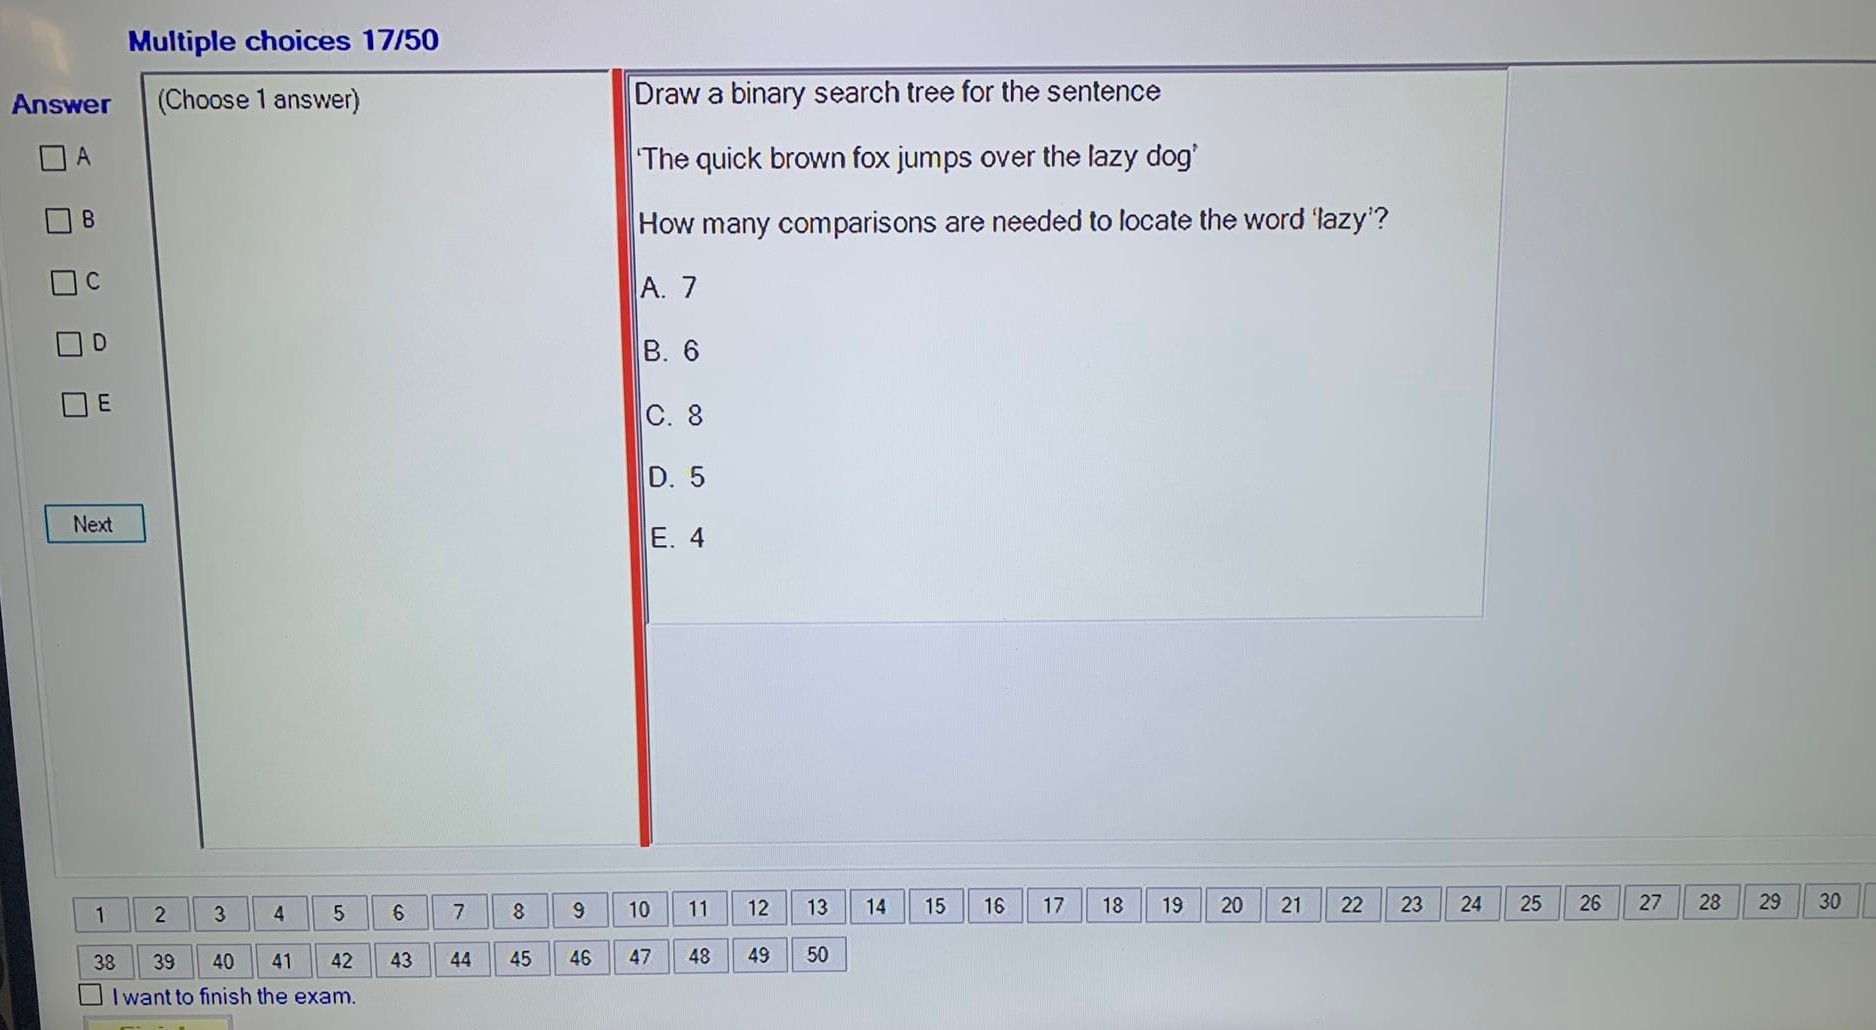 Multiple choices 17/50
Answer
(Choose 1 answer)
A
B
C
D
E
Next
Draw a binary search tree for the sentence
‘The quick brown fox jumps over the lazy dog’
How many comparisons are needed to locate the word ‘lazy’?
A. 7
B. 6
C. 8
D. 5
E. 4
1 2 3 4 5 6 7 8 9 10 11 12 13 14 15 16 17 18 19 20 21 22 23 24 25 26 27 28 29 30
38 39 40 41 42 43 44 45 46 47 48 49 50
I want to finish the exam.